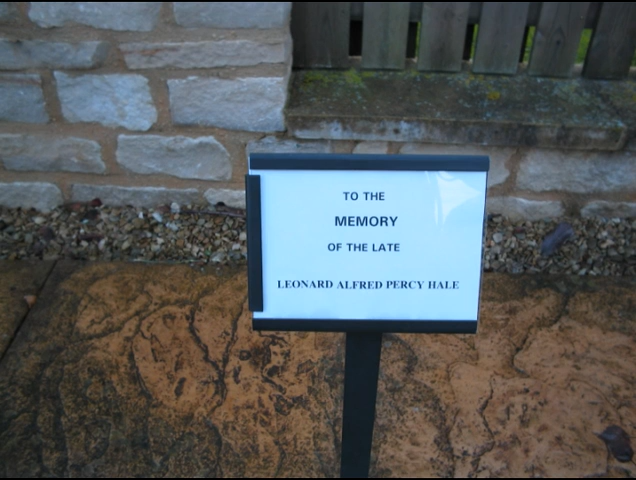 TO THE
MEMORY
OF THE LATE
LEONARD ALFRED PERCY HALE